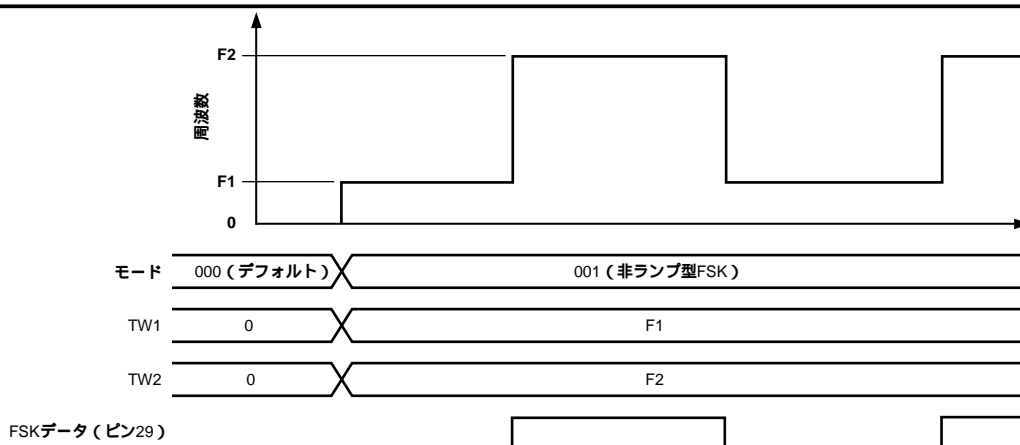 F2
周波数
F1
0
モード 000（デフォルト） 001（非ランプ型FSK）
TW1 0 F1
TW2 0 F2
FSKデータ（ピン29）